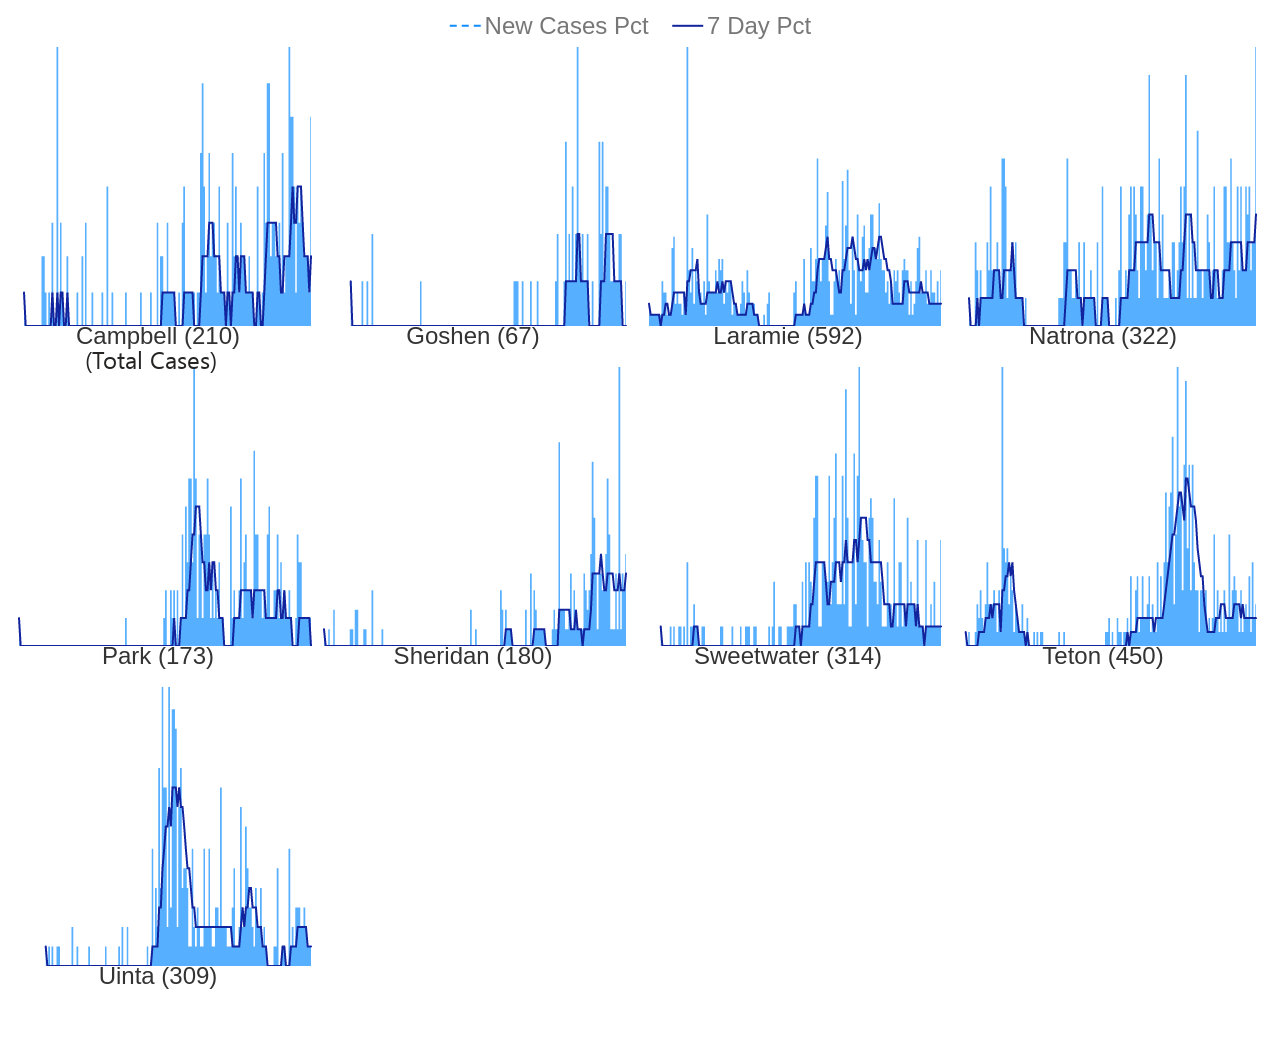 New Cases Pct 7 Day Pct
Campbell (210) Goshen (67) Laramie (592) Natrona (322)
(Total Cases)
Park (173) Sheridan (180) Sweetwater (314) Teton (450)
Uinta (309)